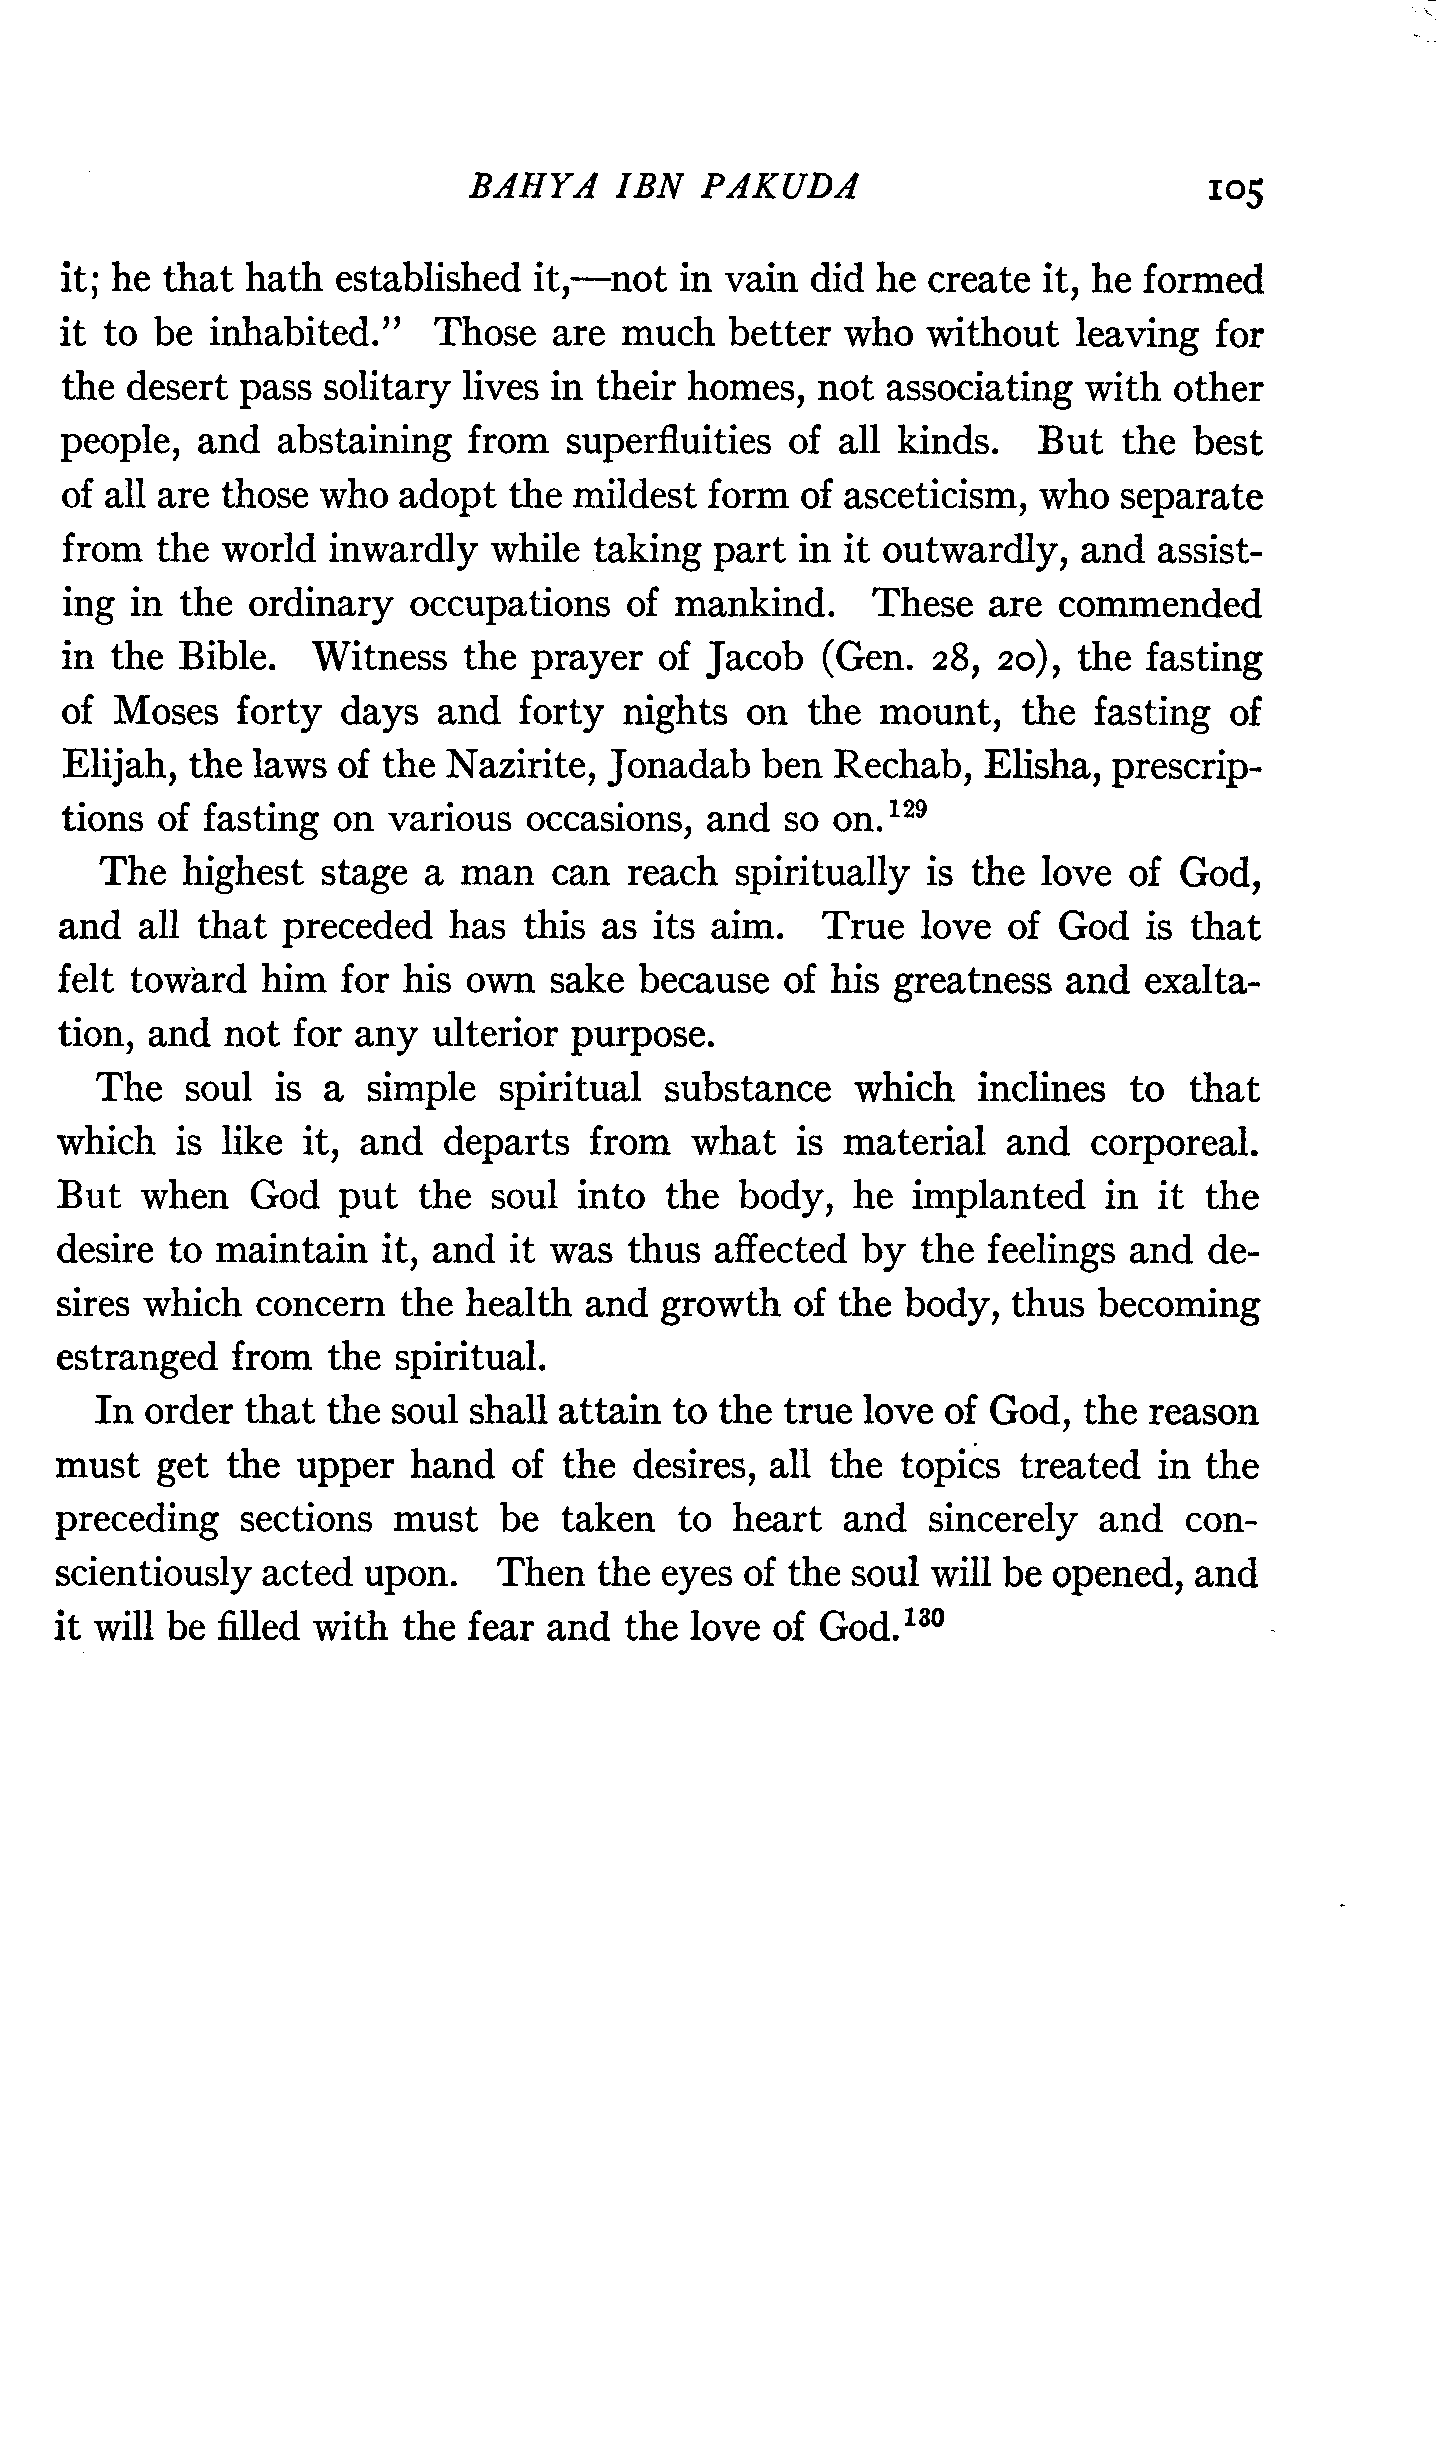 BAHYA IBN PAKUDA 105
it; he that hath established it,—not in vain did he create it, he formed
it to be inhabited." Those are much better who without leaving for
the desert pass solitary lives in their homes, not associating with other
people, and abstaining from superfluities of all kinds. But the best
of all are those who adopt the mildest form of asceticism, who separate
from the world inwardly while taking part in it outwardly, and assist-
ing in the ordinary occupations of mankind. These are commended
in the Bible. Witness the prayer of Jacob (Gen. 28, 20), the fasting
of Moses forty days and forty nights on the mount, the fasting of
Elijah, the laws of the Nazirite, Jonadab ben Rechab, Elisha, prescrip-
tions of fasting on various occasions, and so on.¹²⁹
The highest stage a man can reach spiritually is the love of God,
and all that preceded has this as its aim. True love of God is that
felt toward him for his own sake because of his greatness and exalta-
tion, and not for any ulterior purpose.
The soul is a simple spiritual substance which inclines to that
which is like it, and departs from what is material and corporeal.
But when God put the soul into the body, he implanted in it the
desire to maintain it, and it was thus affected by the feelings and de-
sires which concern the health and growth of the body, thus becoming
estranged from the spiritual.
In order that the soul shall attain to the true love of God, the reason
must get the upper hand of the desires, all the topics treated in the
preceding sections must be taken to heart and sincerely and con-
scientiously acted upon. Then the eyes of the soul will be opened, and
it will be filled with the fear and the love of God.¹³⁰